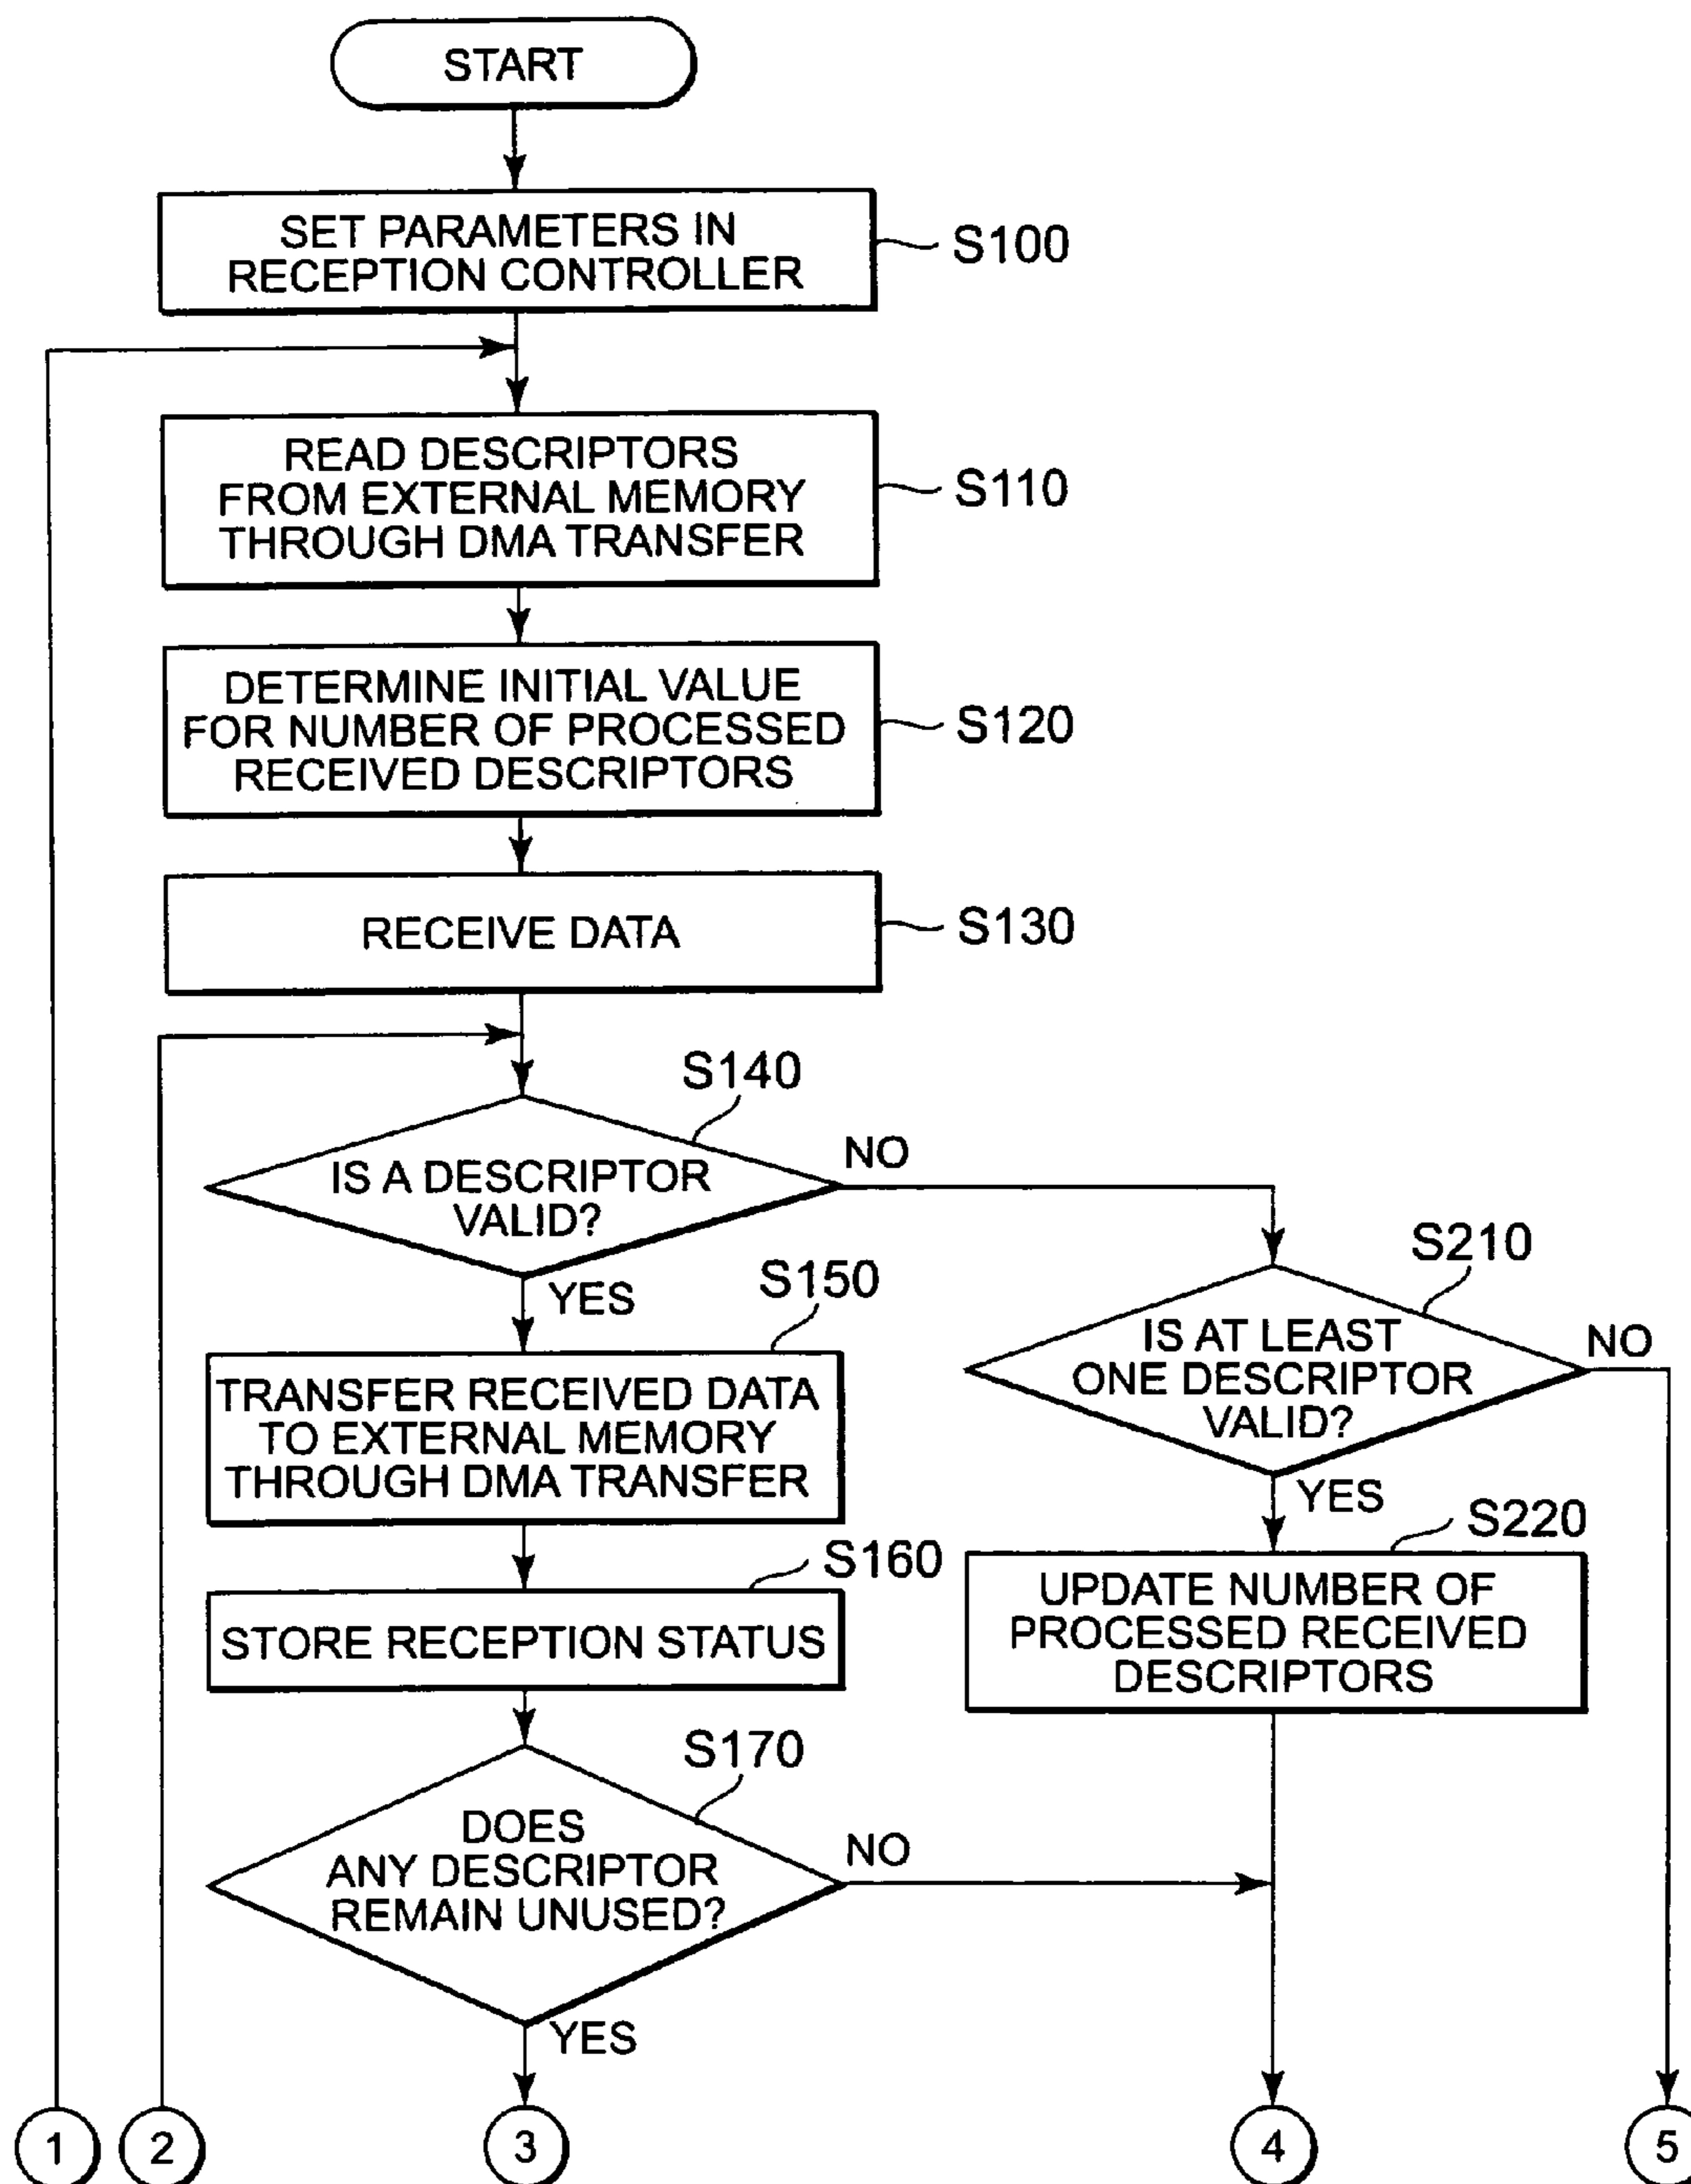 START
SET PARAMETERS IN
RECEPTION CONTROLLER
S100
READ DESCRIPTORS
FROM EXTERNAL MEMORY
THROUGH DMA TRANSFER
S110
DETERMINE INITIAL VALUE
FOR NUMBER OF PROCESSED
RECEIVED DESCRIPTORS
S120
RECEIVE DATA
S130
S140
IS A DESCRIPTOR
VALID?
NO
YES
S150
TRANSFER RECEIVED DATA
TO EXTERNAL MEMORY
THROUGH DMA TRANSFER
S160
STORE RECEPTION STATUS
S170
DOES
ANY DESCRIPTOR
REMAIN UNUSED?
NO
YES
S210
IS AT LEAST
ONE DESCRIPTOR
VALID?
NO
YES
S220
UPDATE NUMBER OF
PROCESSED RECEIVED
DESCRIPTORS
1
2
3
4
5